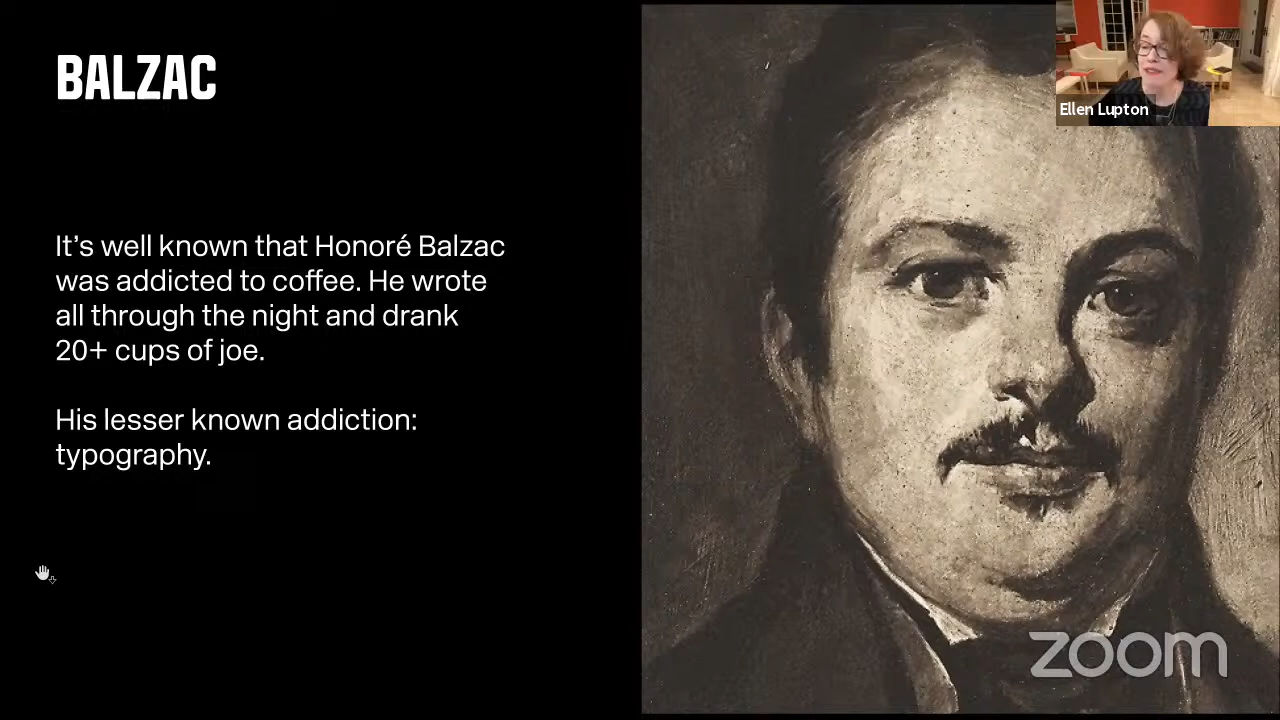 BALZAC
Ellen Lupton
It's well known that Honoré Balzac
was addicted to coffee. He wrote
all through the night and drank
20+ cups of joe.
His lesser known addiction:
typography.
zoom